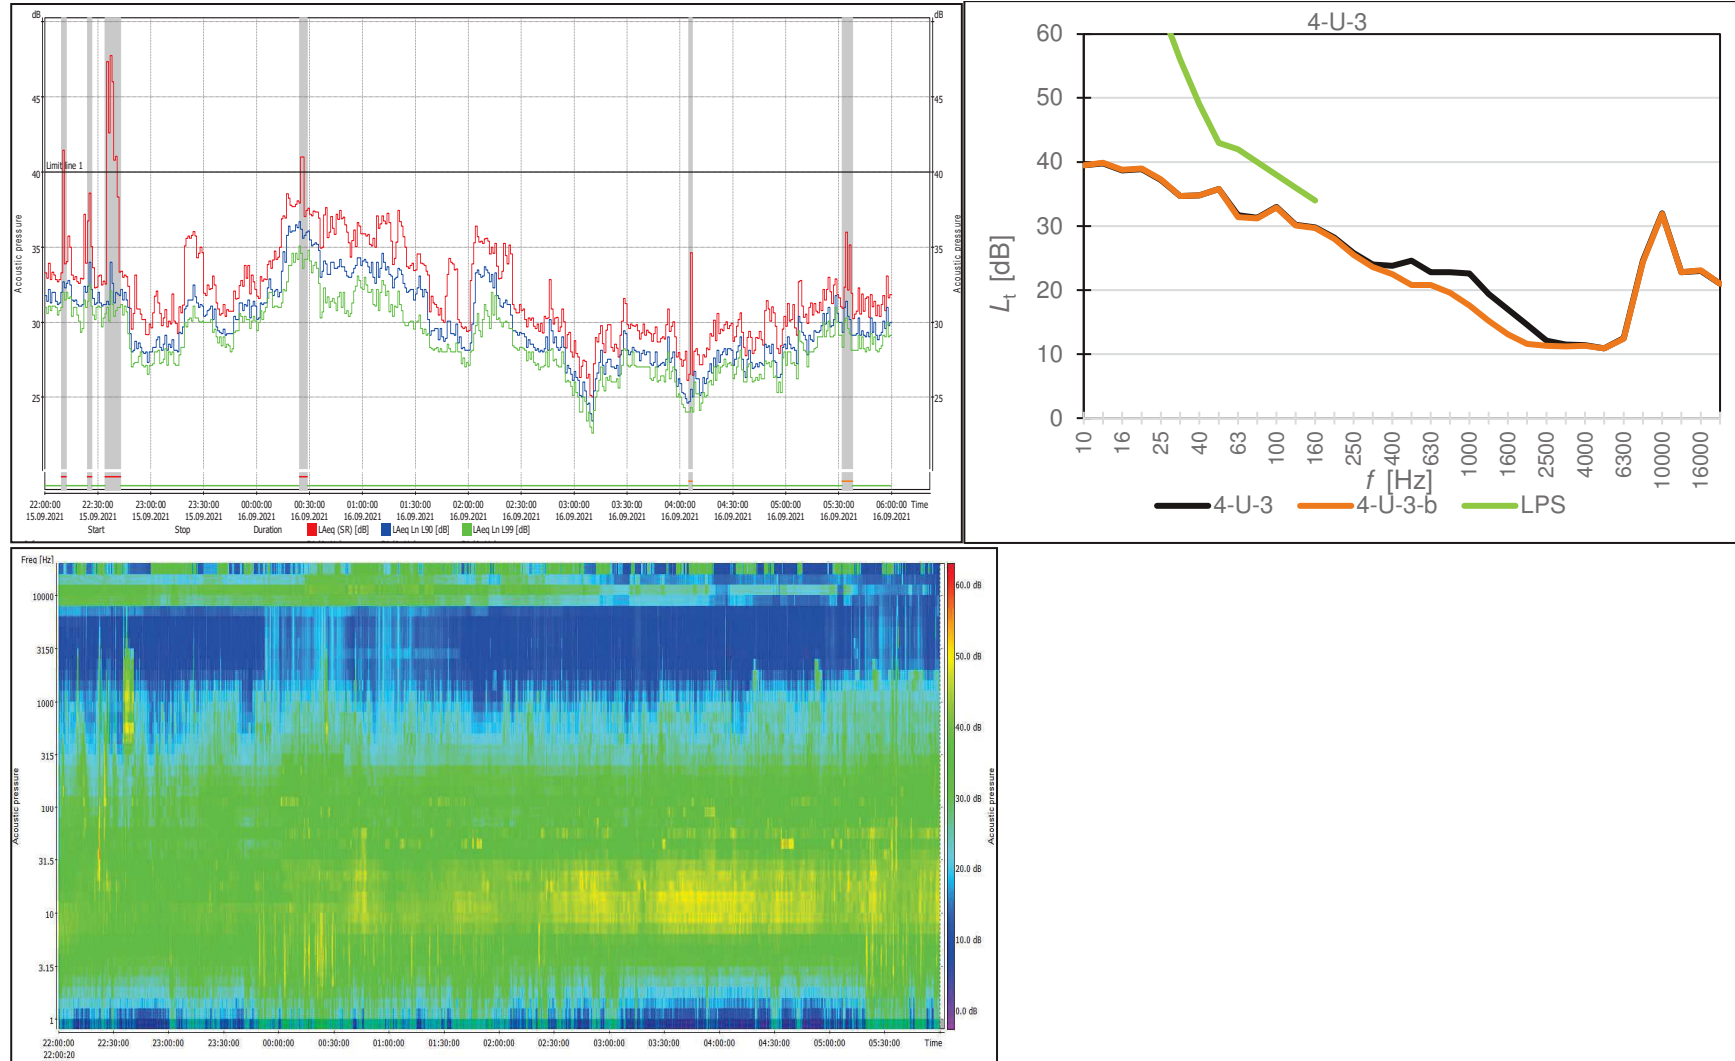 dB
dB
45
45
Limit line 1
40
40
35
35
30
30
25
25
Acoustic pressure
Acoustic pressure
22:00:00 22:30:00 23:00:00 23:30:00 00:00:00 00:30:00 01:00:00 01:30:00 02:00:00 02:30:00 03:00:00 03:30:00 04:00:00 04:30:00 05:00:00 05:30:00 06:00:00 Time
15.09.2021 15.09.2021 15.09.2021 15.09.2021 16.09.2021 16.09.2021 16.09.2021 16.09.2021 16.09.2021 16.09.2021 16.09.2021 16.09.2021 16.09.2021 16.09.2021 16.09.2021 16.09.2021 16.09.2021
Start Stop Duration LAeq (SR) [dB] LAeq Ln L90 [dB] LAeq Ln L99 [dB]
4-U-3
60
50
40
30
20
10
0
Lt [dB]
10 16 25 40 63 100 160 250 400 630 1000 1600 2500 4000 6300 10000 16000
f [Hz]
4-U-3 4-U-3-b LPS
Freq [Hz]
10000
3150
1000
315
100
31.5
10
3.15
1
Acoustic pressure
60.0 dB
50.0 dB
40.0 dB
30.0 dB
20.0 dB
10.0 dB
0.0 dB
Acoustic pressure
22:00:00 22:30:00 23:00:00 23:30:00 00:00:00 00:30:00 01:00:00 01:30:00 02:00:00 02:30:00 03:00:00 03:30:00 04:00:00 04:30:00 05:00:00 05:30:00 Time
22:00:20